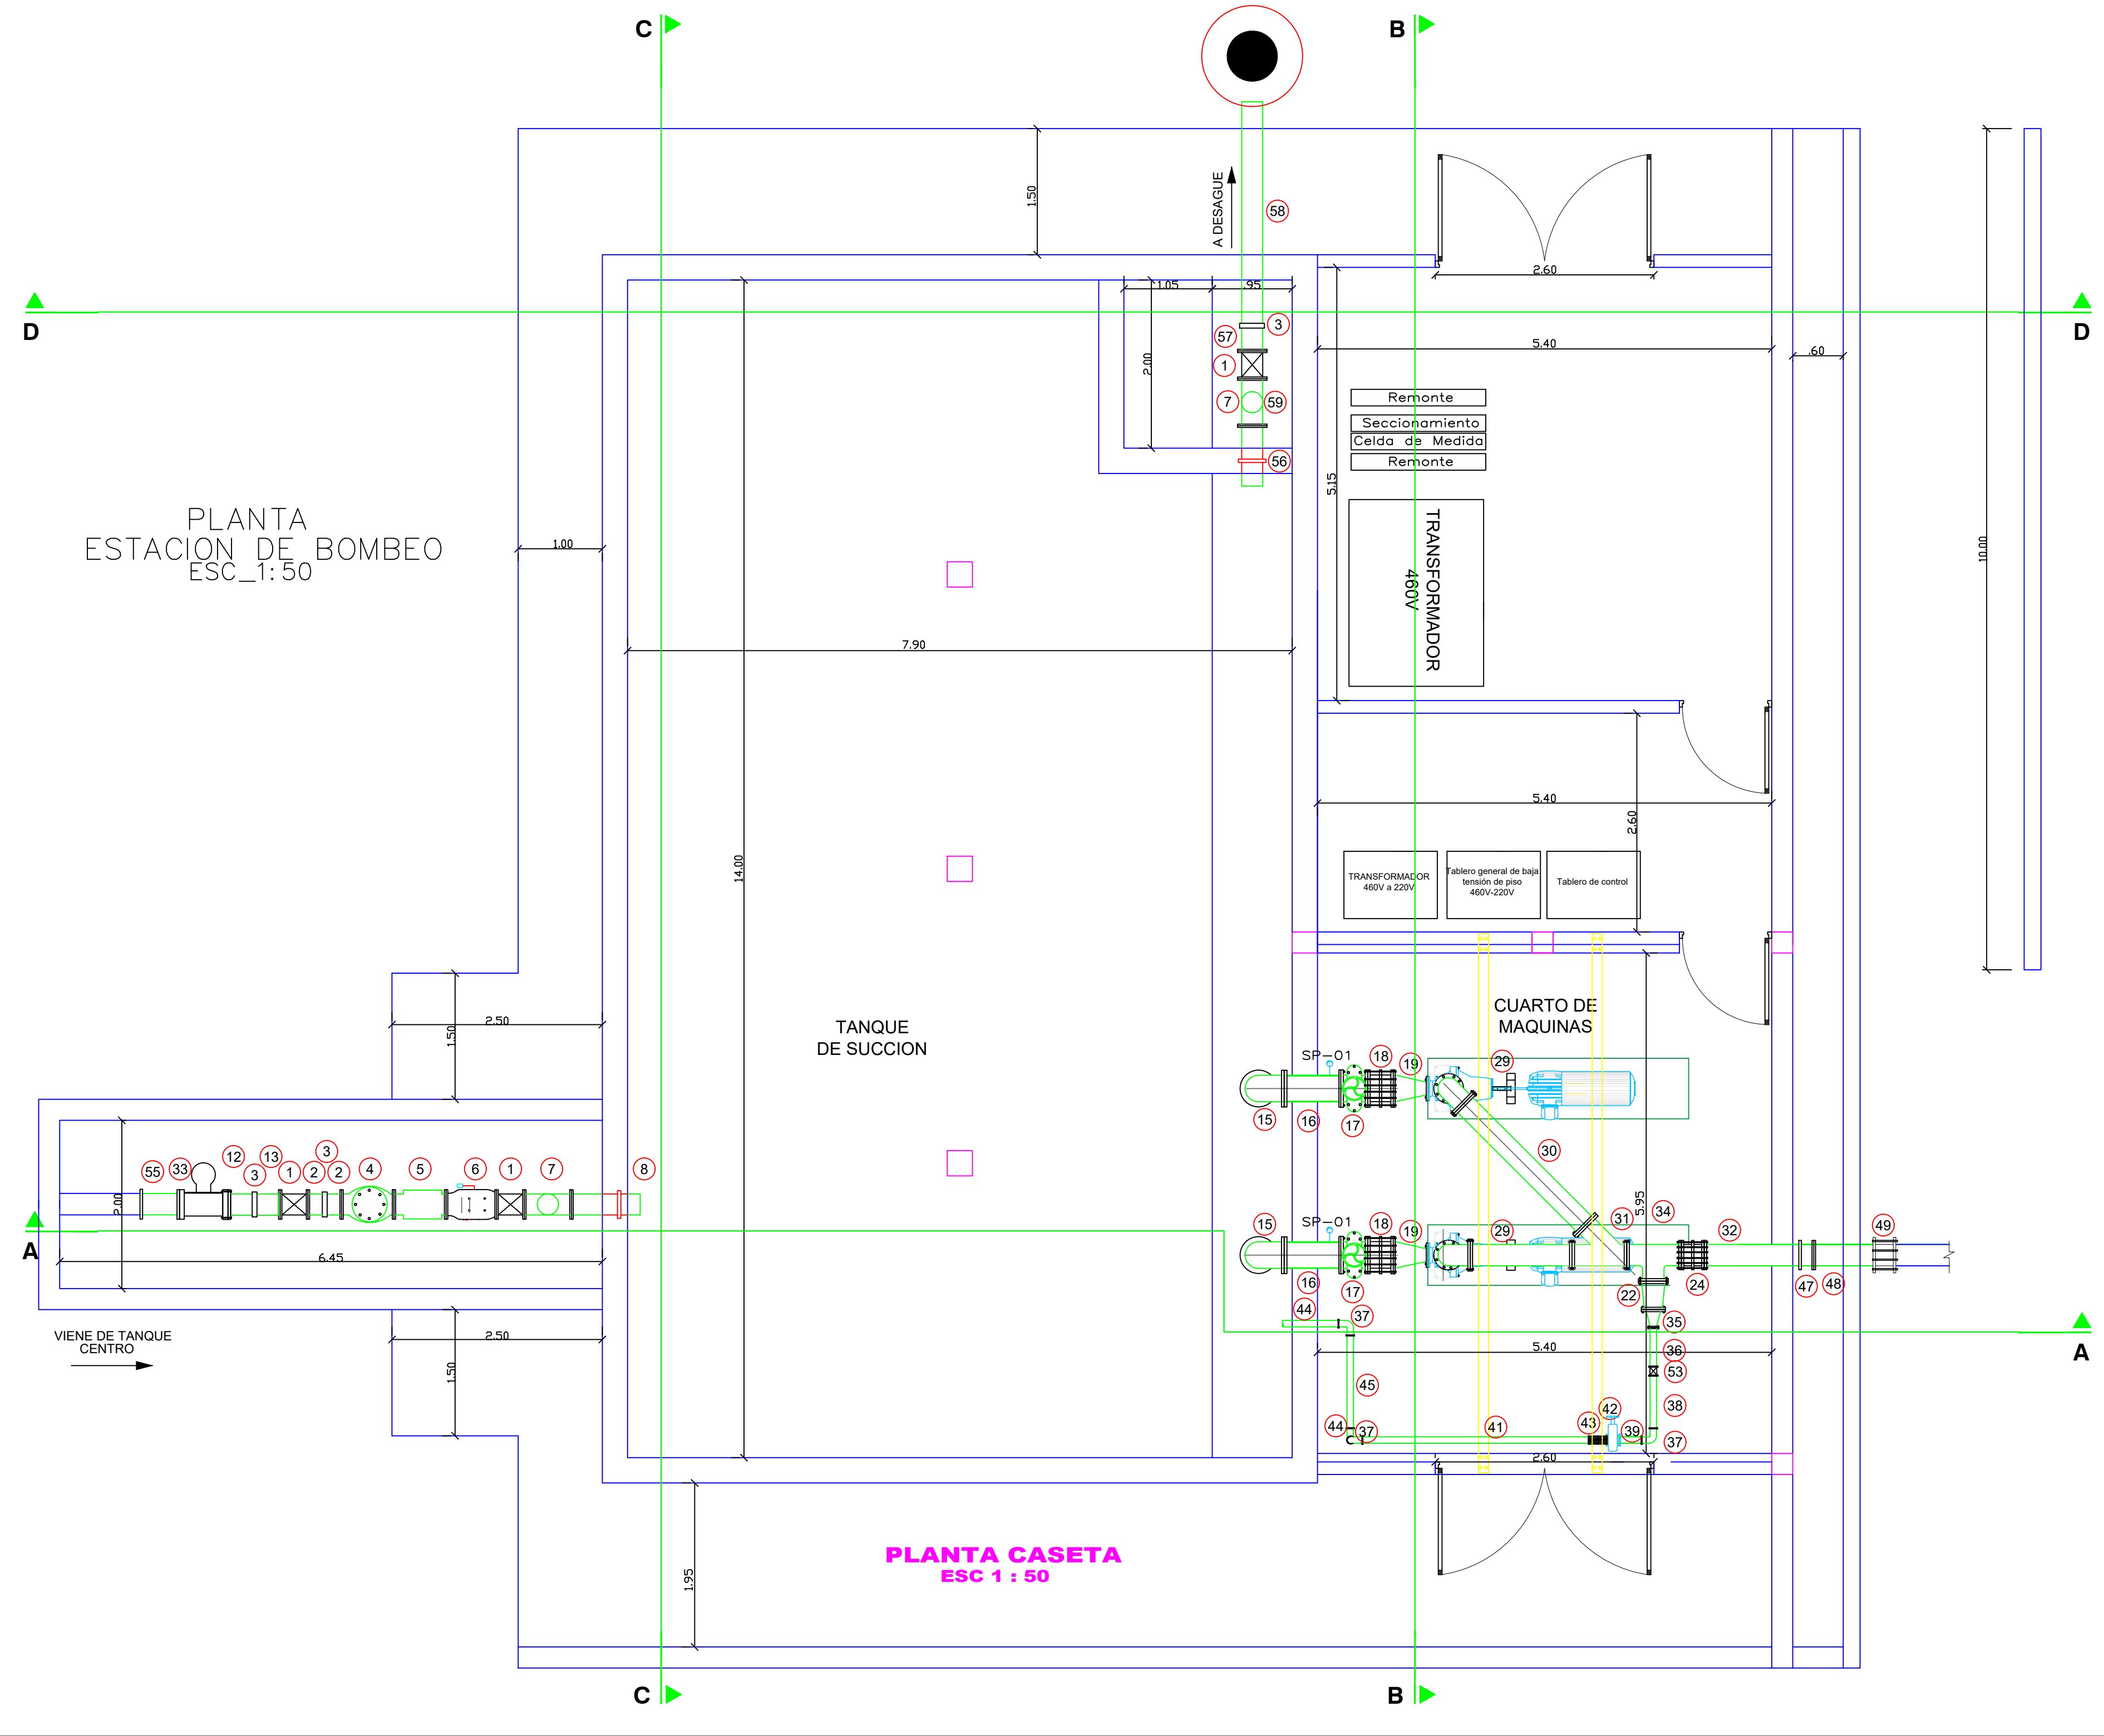 C
B
58
A DESAGUE
1.50
10.00
2.60
1.05
.95
D
D
3
57
1
7
59
56
2.00
5.40
.60
Remonte
Seccionamiento
Celda de Medida
Remonte
5.15
TRANSFORMADOR
460V
PLANTA
ESTACION DE BOMBEO
ESC_1:50
1.00
7.90
14.00
5.40
2.60
TRANSFORMADOR
460V a 220V
Tablero general de baja
tensión de piso
460V-220V
Tablero de control
TANQUE
DE SUCCION
CUARTO DE
MAQUINAS
2.50
1.50
SP-01
18
19
29
15
16
17
30
5.95
55
33
12
3
13
1
2
3
2
4
5
6
1
7
8
2.00
A
6.45
SP-01
15
18
19
29
31
34
32
49
16
17
22
24
47
48
44
37
35
36
A
5.40
53
45
38
42
44
37
41
43
39
37
2.60
VIENE DE TANQUE
CENTRO
2.50
1.50
1.95
PLANTA CASETA
ESC 1 : 50
C
B